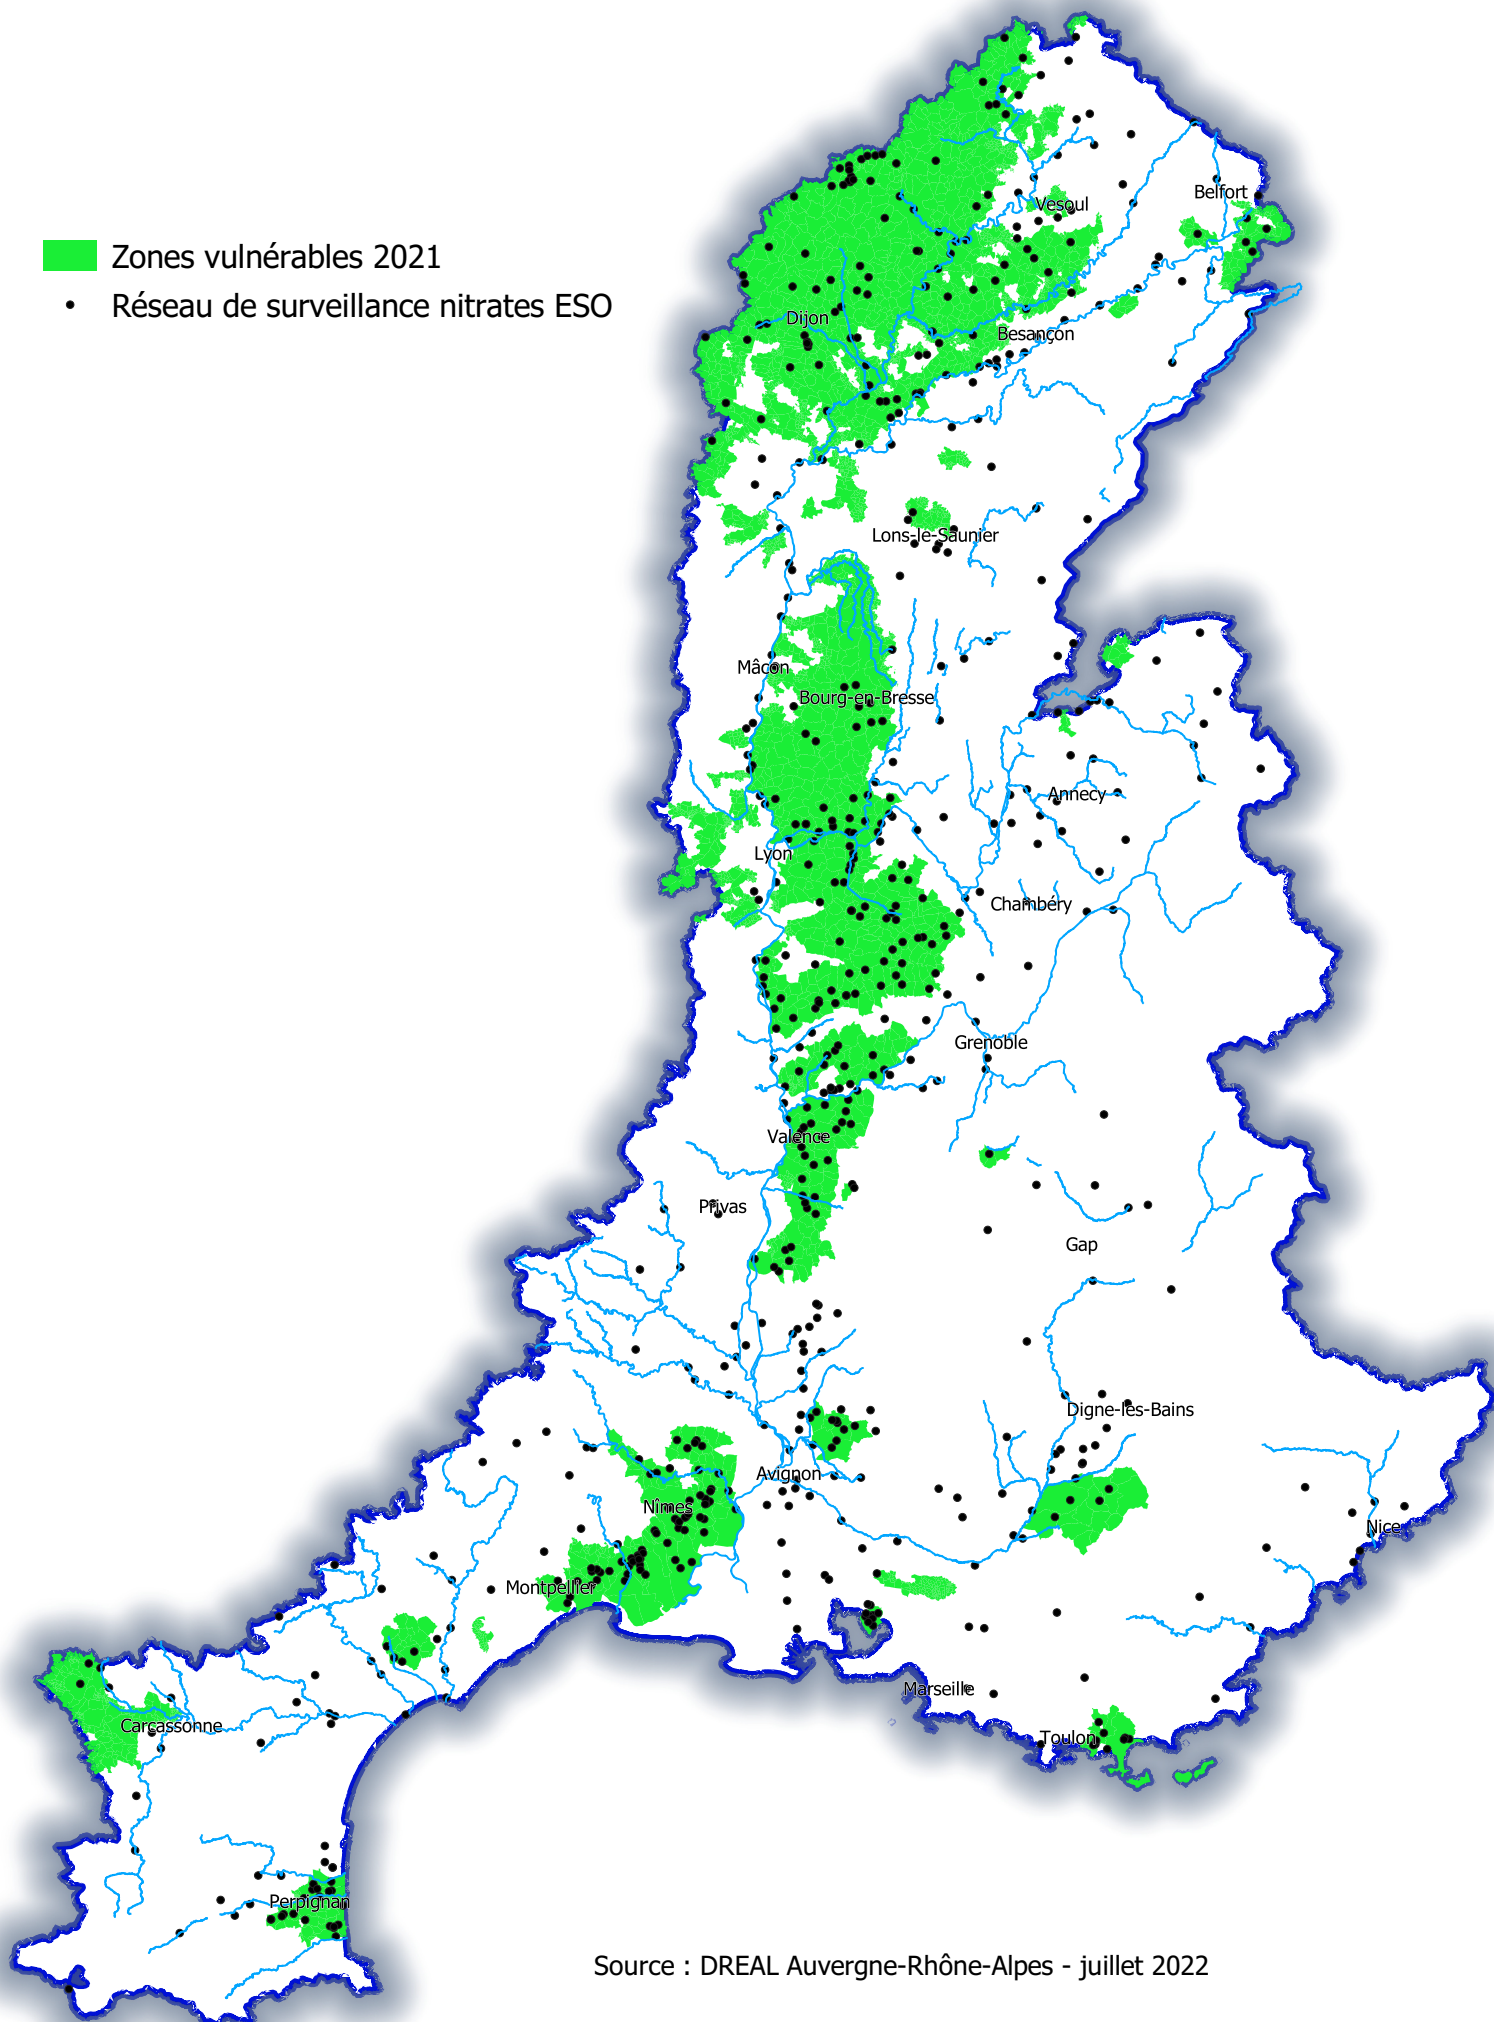 Belfort
Vesoul
Zones vulnérables 2021
Réseau de surveillance nitrates ESO
Dijon
Besançon
Lons-le-Saunier
Mâcon
Bourg-en-Bresse
Annecy
Lyon
Chambéry
Grenoble
Valence
Privas
Gap
Digne-les-Bains
Avignon
Nîmes
Nice
Montpellier
Marseille
Carcassonne
Toulon
Perpignan
Source : DREAL Auvergne-Rhône-Alpes - juillet 2022